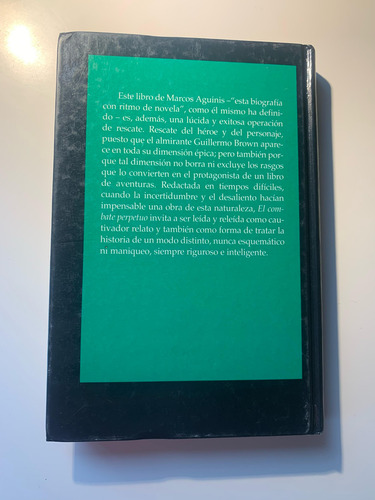 Este libro de Marcos Aguinis –"esta biografía
con ritmo de novela", como él mismo ha defini-
do – es, además, una lúcida y exitosa operación
de rescate. Rescate del héroe y del personaje,
puesto que el almirante Guillermo Brown apare-
ce en toda su dimensión épica; pero también por-
que tal dimensión no borra ni excluye los rasgos
que lo convierten en el protagonista de un libro
de aventuras. Redactada en tiempos difíciles,
cuando la incertidumbre y el desaliento hacían
impensable una obra de esta naturaleza, El com-
bate perpetuo invita a ser leída y releída como cau-
tivador relato y también como forma de tratar la
historia de un modo distinto, nunca esquemático
ni maniqueo, siempre riguroso e inteligente.